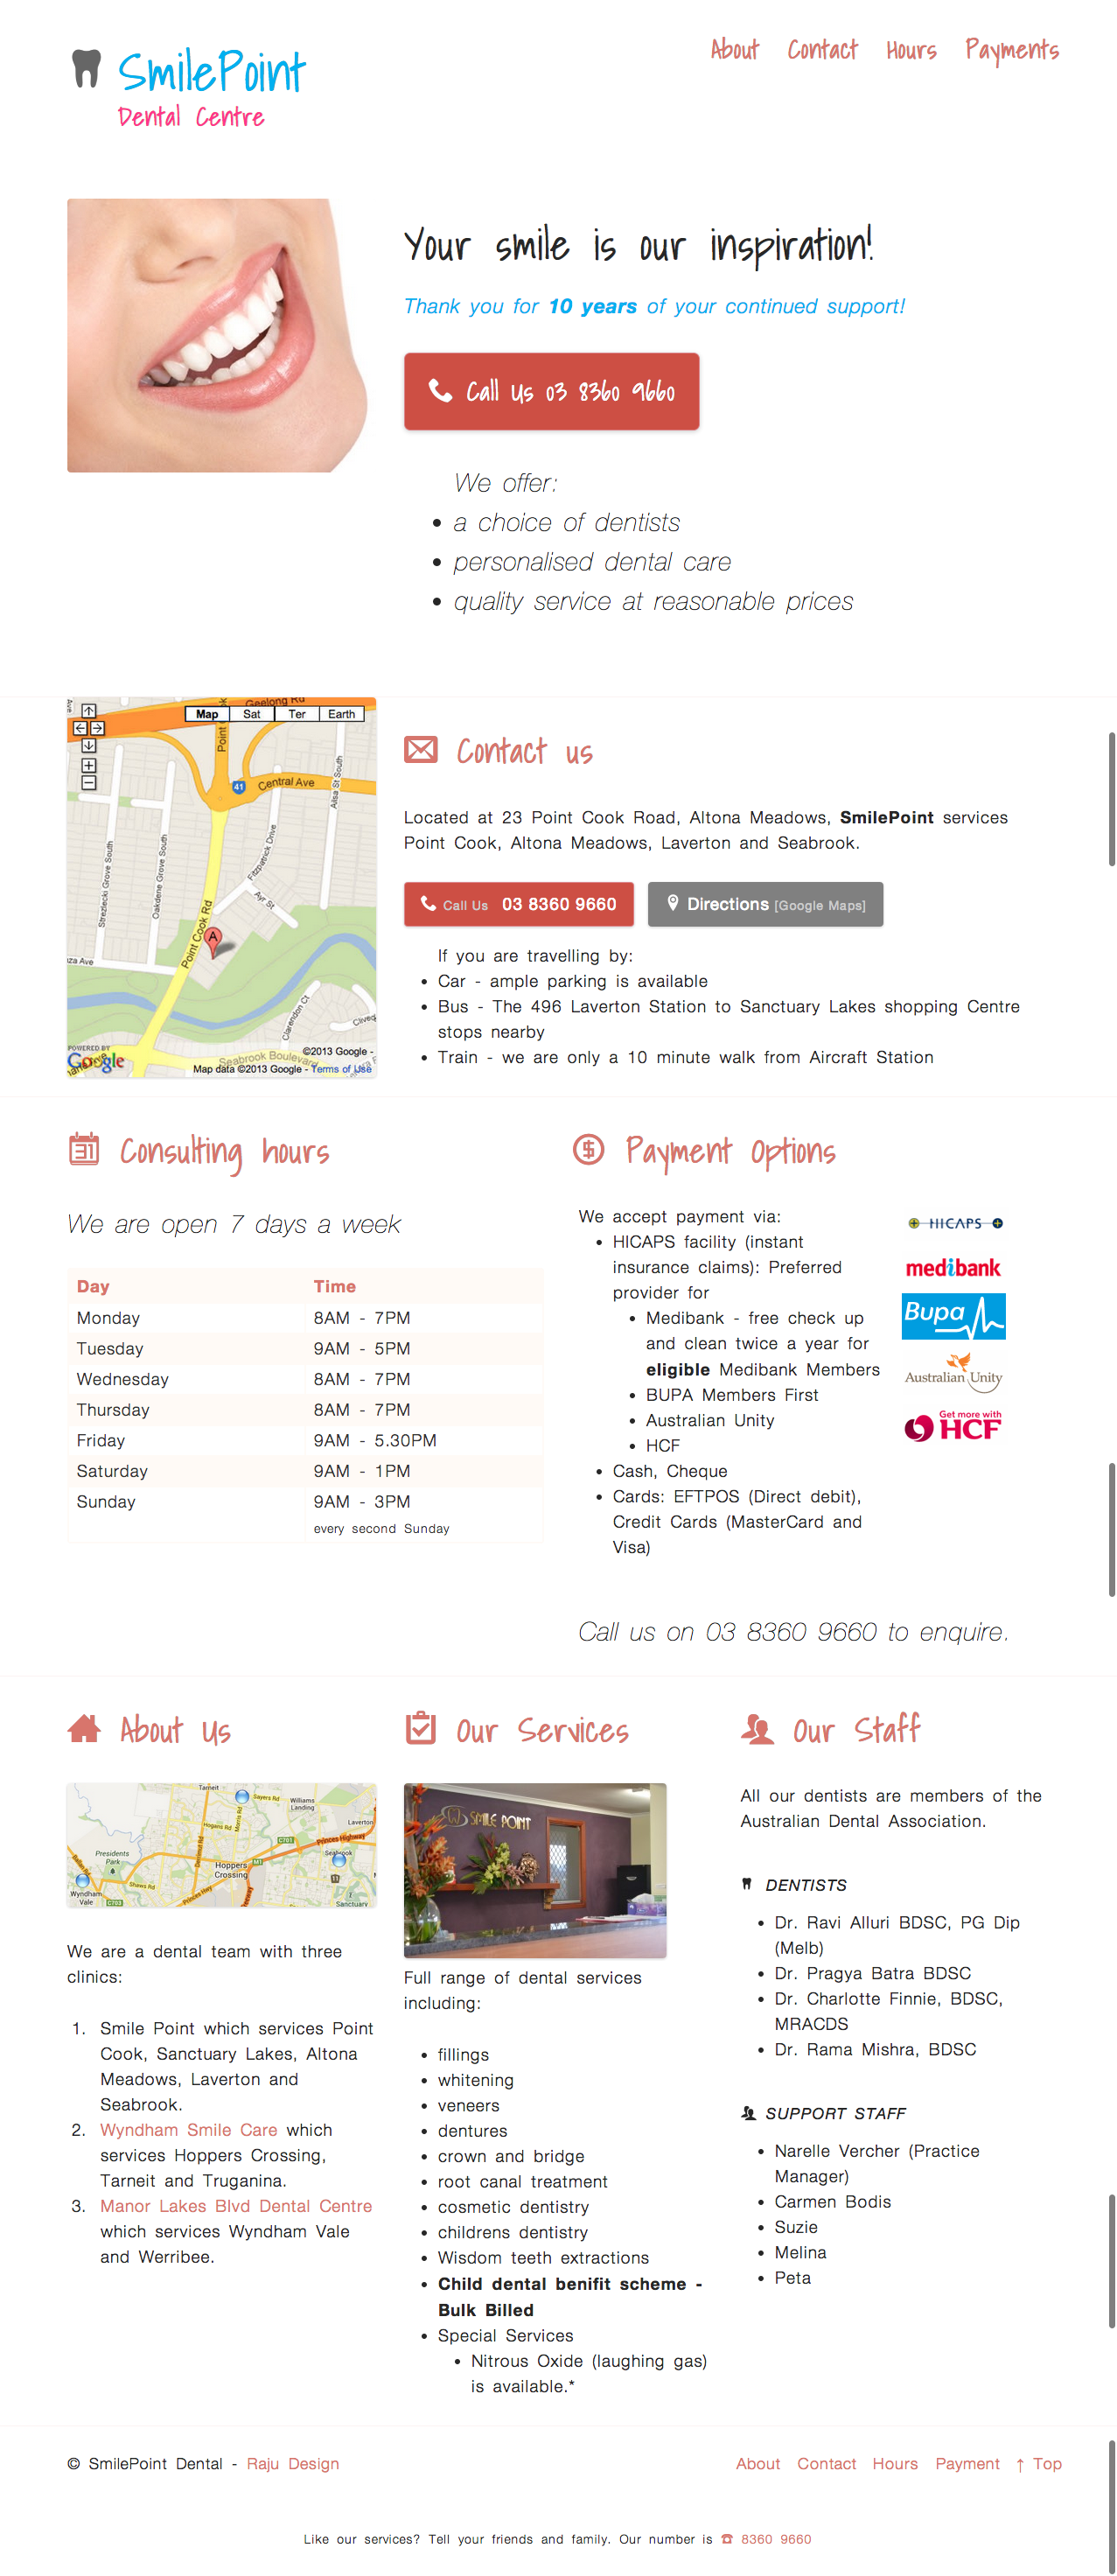 SmilePoint
Dental Centre
About Contact Hours Payments
Your smile is our inspiration!
Thank you for 10 years of your continued support!
Call Us 03 8360 9660
We offer:
a choice of dentists
personalised dental care
quality service at reasonable prices
Geelong Rd
Map Sat Ter Earth
Point
41
Central Ave
Ailsa St South
Strezlecki Grove South
Oakdene Grove South
Fitzpatrick Drive
Ayr St
Point Cook Rd
A
za Ave
Clarendon Ct
POWERED BY
Google
Seabrook Boulevard
©2013 Google -
Map data ©2013 Google - Terms of Use
Contact us
Located at 23 Point Cook Road, Altona Meadows, SmilePoint services
Point Cook, Altona Meadows, Laverton and Seabrook.
Call Us 03 8360 9660
Directions [Google Maps]
If you are travelling by:
Car - ample parking is available
Bus - The 496 Laverton Station to Sanctuary Lakes shopping Centre
stops nearby
Train - we are only a 10 minute walk from Aircraft Station
31
Consulting hours
We are open 7 days a week
Day Time
Monday 8AM - 7PM
Tuesday 9AM - 5PM
Wednesday 8AM - 7PM
Thursday 8AM - 7PM
Friday 9AM - 5.30PM
Saturday 9AM - 1PM
Sunday 9AM - 3PM
every second Sunday
$
Payment Options
We accept payment via:
HICAPS facility (instant
insurance claims): Preferred
provider for
Medibank - free check up
and clean twice a year for
eligible Medibank Members
BUPA Members First
Australian Unity
HCF
Cash, Cheque
Cards: EFTPOS (Direct debit),
Credit Cards (MasterCard and
Visa)
HICAPS
medibank
Bupa
Australian Unity
Get more with
HCF
Call us on 03 8360 9660 to enquire.
About Us
Tarneit
Sayers Rd
Williams
Landing
Morris Rd
Hogans Rd
Laverton
C701
Princes Highway
Derrimut Rd
Presidents
Park
Hoppers
Crossing
M1
Seabrook
Ballan Rd
Shaws Rd
Princes Hwy
11
Wyndham
Vale
C703
Sanctuary
We are a dental team with three
clinics:
1. Smile Point which services Point
Cook, Sanctuary Lakes, Altona
Meadows, Laverton and
Seabrook.
2. Wyndham Smile Care which
services Hoppers Crossing,
Tarneit and Truganina.
3. Manor Lakes Blvd Dental Centre
which services Wyndham Vale
and Werribee.
Our Services
SMILE POINT
Full range of dental services
including:
fillings
whitening
veneers
dentures
crown and bridge
root canal treatment
cosmetic dentistry
childrens dentistry
Wisdom teeth extractions
Child dental benifit scheme -
Bulk Billed
Special Services
Nitrous Oxide (laughing gas)
is available.*
Our Staff
All our dentists are members of the
Australian Dental Association.
DENTISTS
Dr. Ravi Alluri BDSC, PG Dip
(Melb)
Dr. Pragya Batra BDSC
Dr. Charlotte Finnie, BDSC,
MRACDS
Dr. Rama Mishra, BDSC
SUPPORT STAFF
Narelle Vercher (Practice
Manager)
Carmen Bodis
Suzie
Melina
Peta
© SmilePoint Dental - Raju Design
About Contact Hours Payment ↑ Top
Like our services? Tell your friends and family. Our number is ☎ 8360 9660